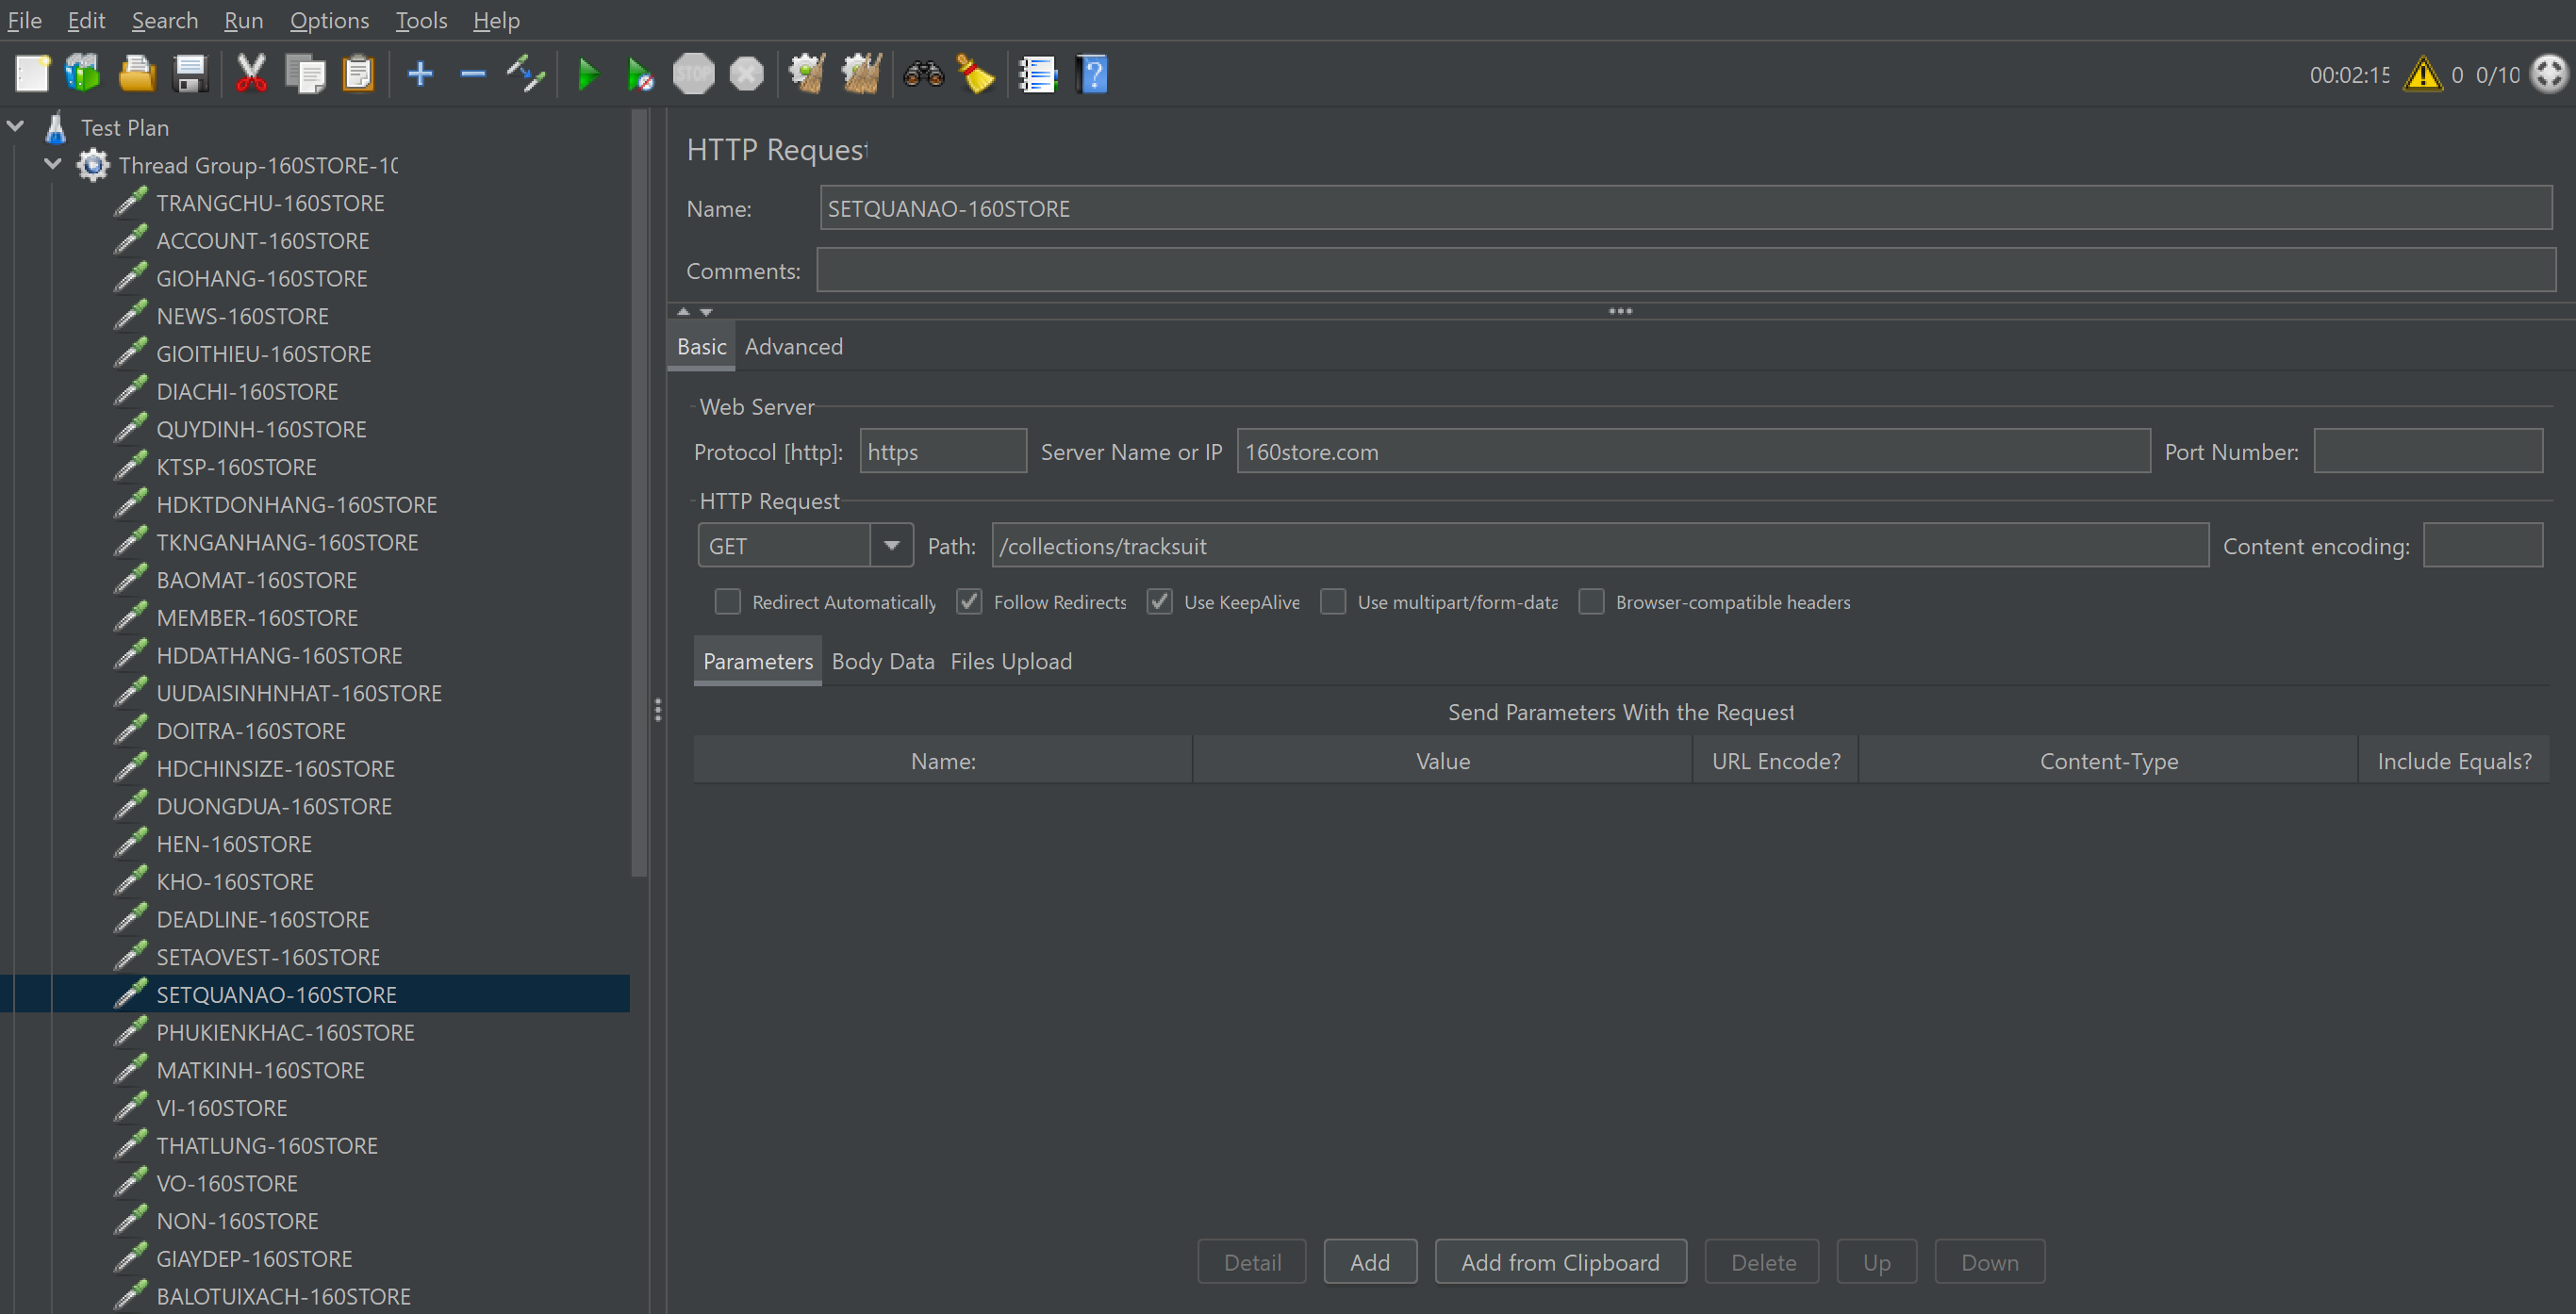 File Edit Search Run Options Tools Help
STOP
00:02:15 0 0/10
Test Plan
Thread Group-160STORE-10
TRANGCHU-160STORE
ACCOUNT-160STORE
GIOHANG-160STORE
NEWS-160STORE
GIOITHIEU-160STORE
DIACHI-160STORE
QUYDINH-160STORE
KTSP-160STORE
HDKTDONHANG-160STORE
TKNGANHANG-160STORE
BAOMAT-160STORE
MEMBER-160STORE
HDDATHANG-160STORE
UUDAISINHNHAT-160STORE
DOITRA-160STORE
HDCHINSIZE-160STORE
DUONGDUA-160STORE
HEN-160STORE
KHO-160STORE
DEADLINE-160STORE
SETAOVEST-160STORE
SETQUANAO-160STORE
PHUKIENKHAC-160STORE
MATKINH-160STORE
VI-160STORE
THATLUNG-160STORE
VO-160STORE
NON-160STORE
GIAYDEP-160STORE
BALOTUIXACH-160STORE
HTTP Request
Name: SETQUANAO-160STORE
Comments:
Basic Advanced
Web Server
Protocol [http]: https Server Name or IP 160store.com Port Number:
HTTP Request
GET Path: /collections/tracksuit Content encoding:
Redirect Automatically Follow Redirects Use KeepAlive Use multipart/form-data Browser-compatible headers
Parameters Body Data Files Upload
Send Parameters With the Request
Name: Value URL Encode? Content-Type Include Equals?
Detail Add Add from Clipboard Delete Up Down